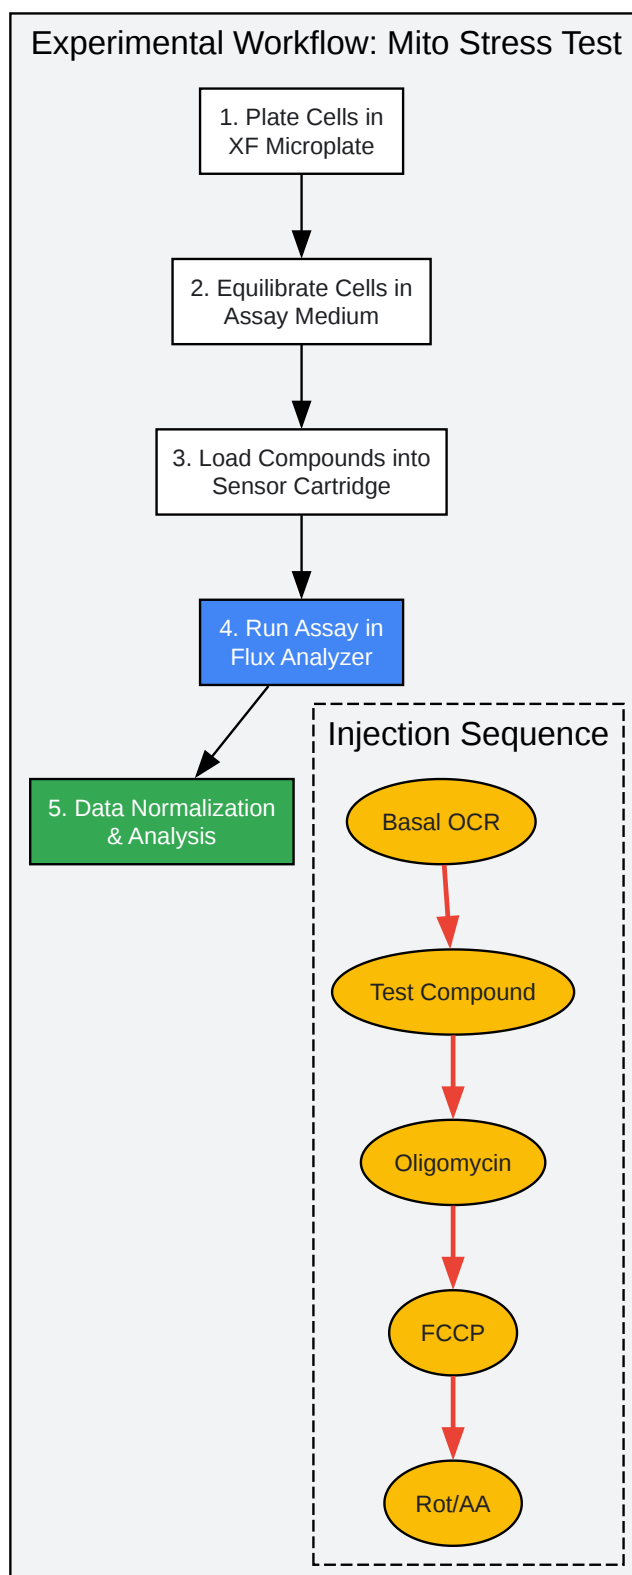 Experimental Workflow: Mito Stress Test
1. Plate Cells in
XF Microplate
2. Equilibrate Cells in
Assay Medium
3. Load Compounds into
Sensor Cartridge
4. Run Assay in
Flux Analyzer
5. Data Normalization
& Analysis
Injection Sequence
Basal OCR
Test Compound
Oligomycin
FCCP
Rot/AA